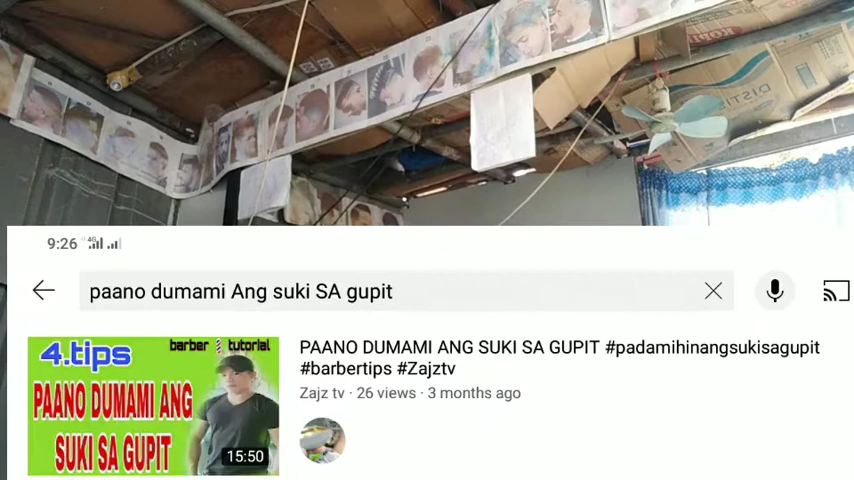 9:26 4G
paano dumami Ang suki SA gupit
4.tips
barber tutorial
PAANO DUMAMI ANG
SUKI SA GUPIT
15:50
PAANO DUMAMI ANG SUKI SA GUPIT #padamihinangsukisagupit
#barbertips #Zajztv
Zajz tv · 26 views · 3 months ago